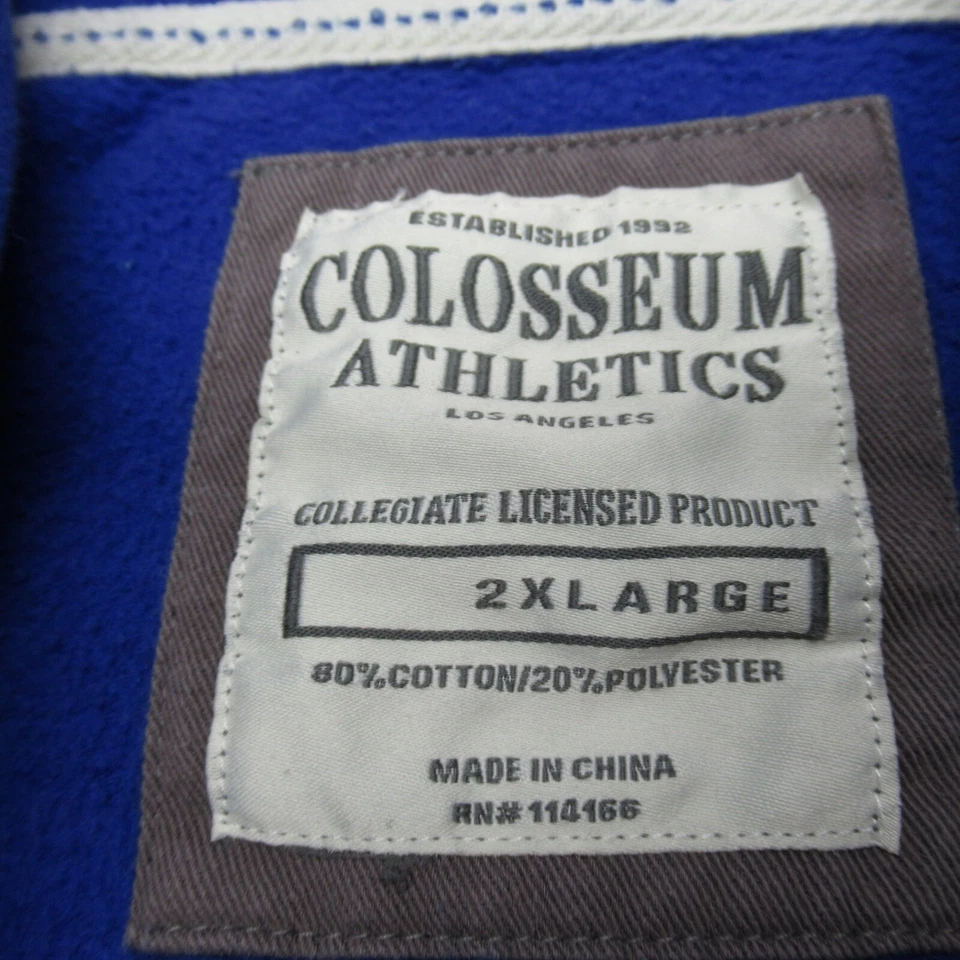 ESTABLISHED 1992
COLOSSEUM
ATHLETICS
LOS ANGELES
COLLEGIATE LICENSED PRODUCT
2XLARGE
80%COTTON/20%POLYESTER
MADE IN CHINA
RN# 114166